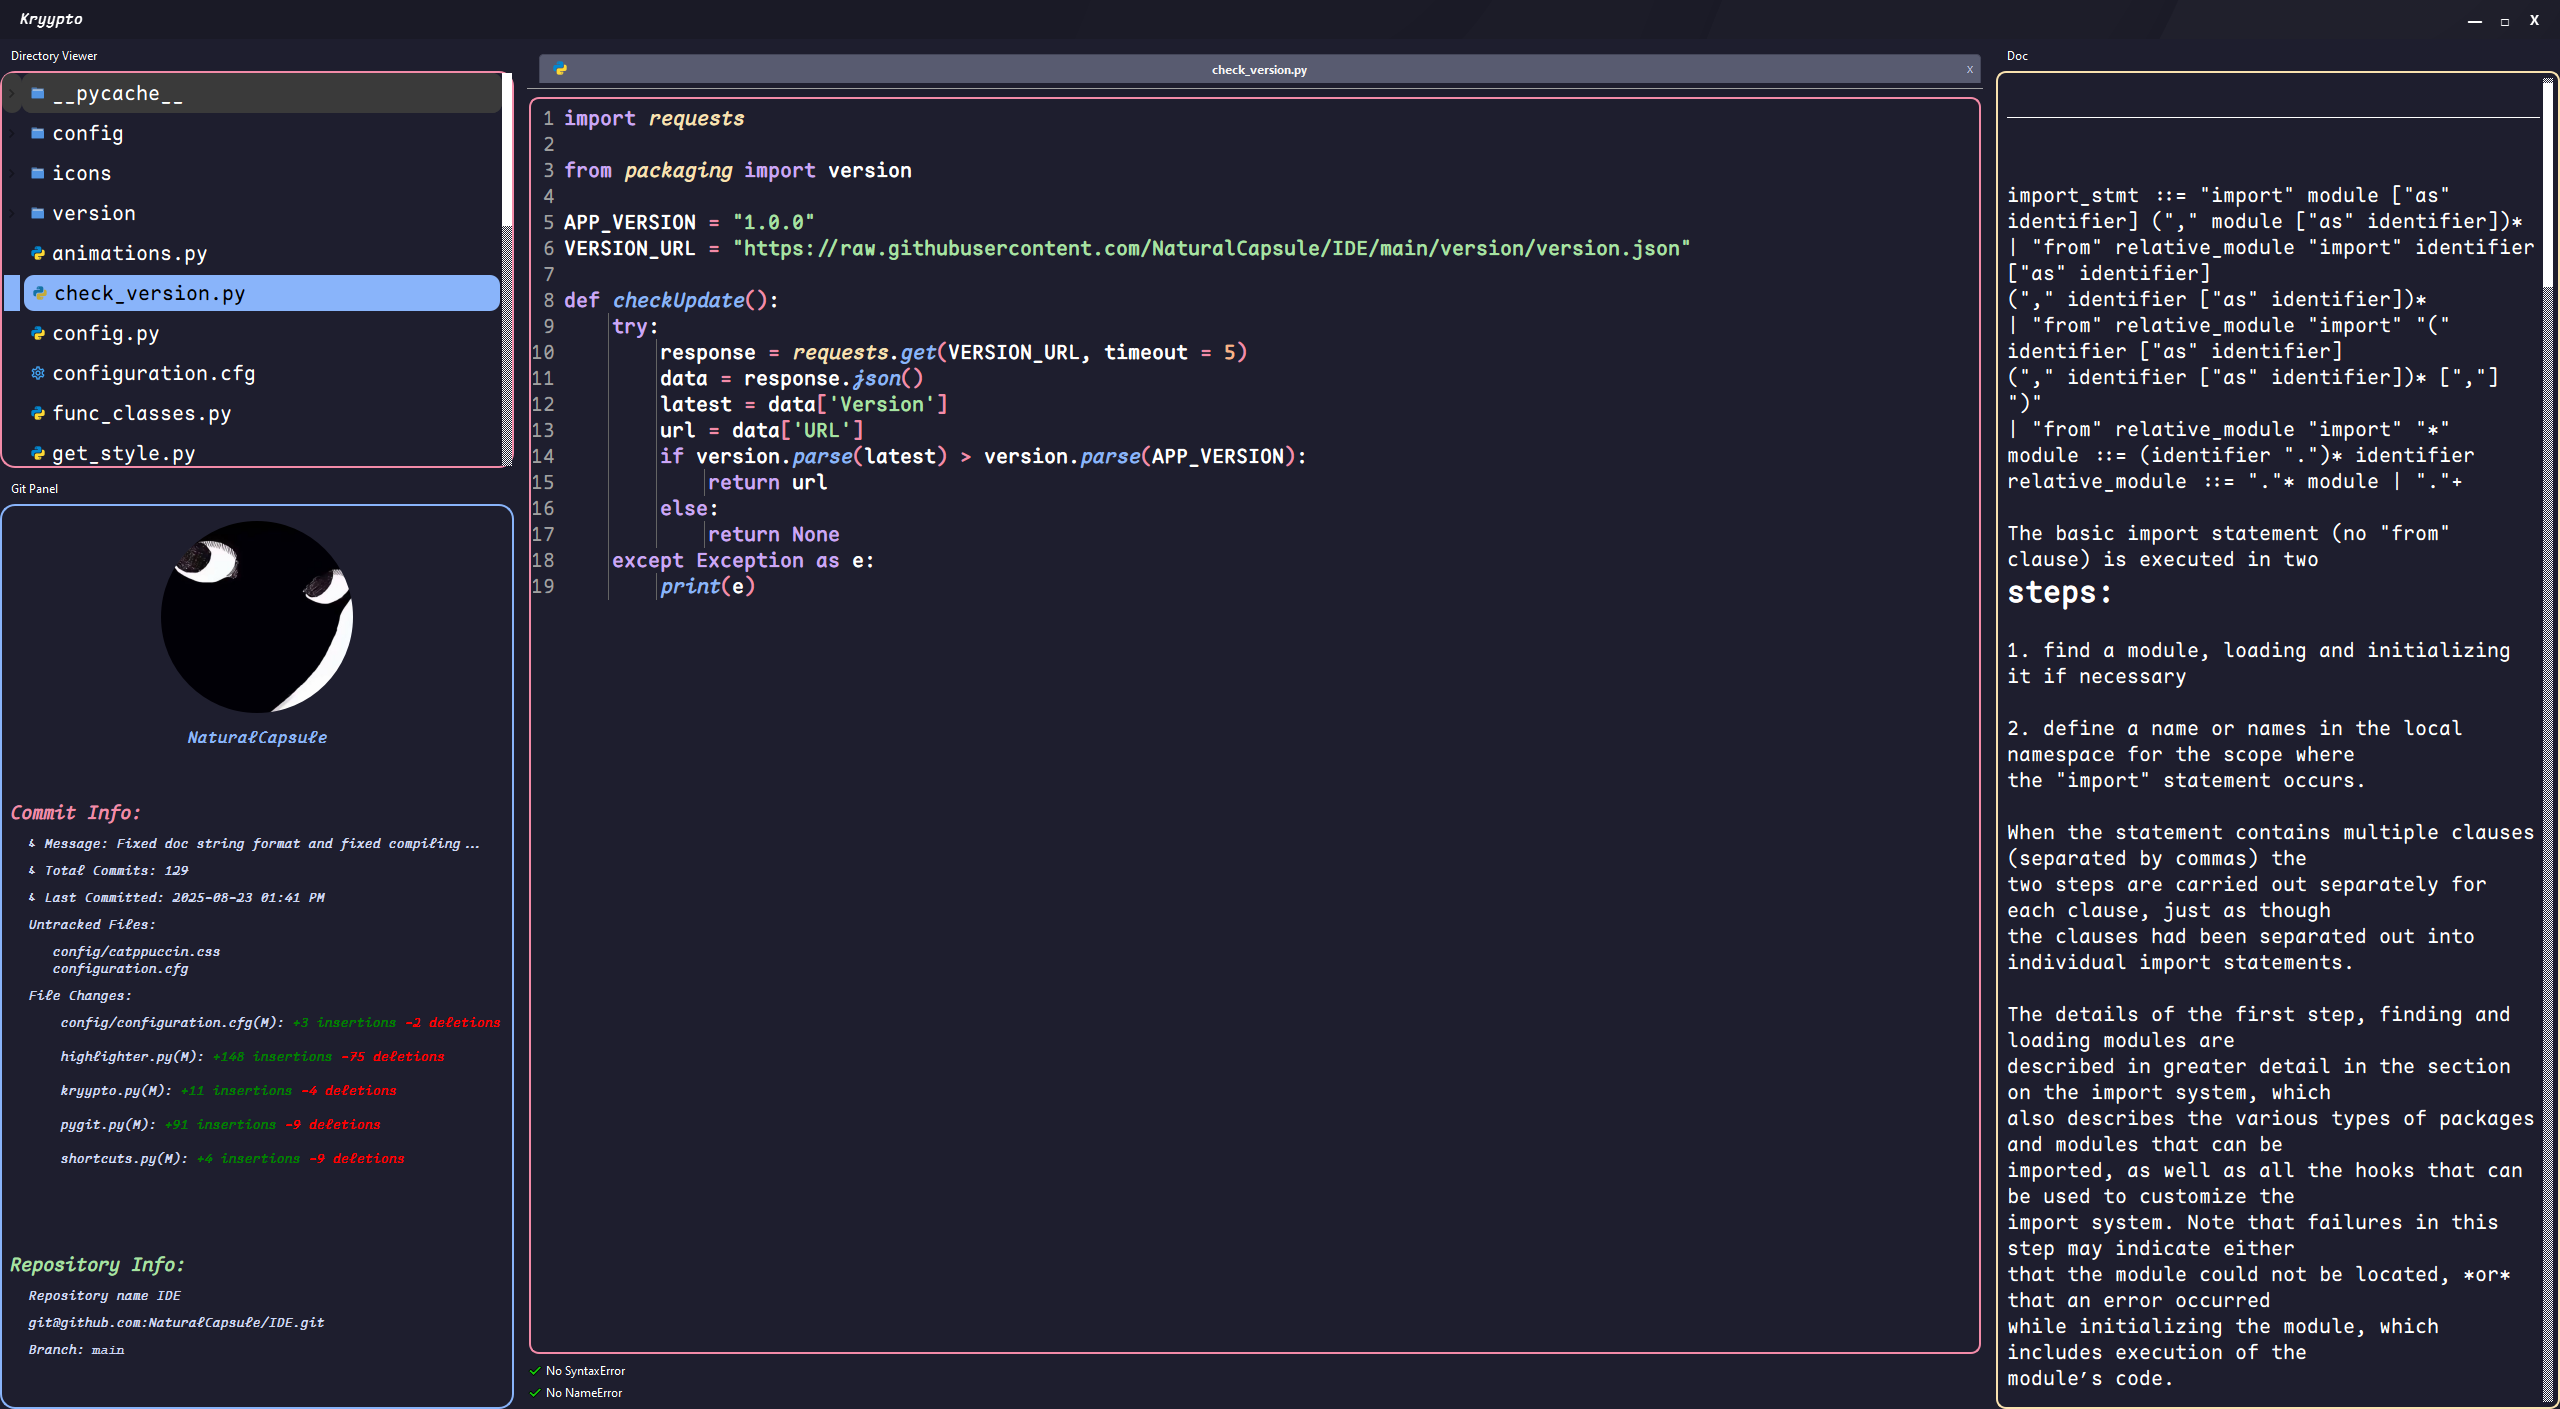 Kryypto
— □ X
Directory Viewer
__pycache__
config
icons
version
animations.py
check_version.py
config.py
configuration.cfg
func_classes.py
get_style.py
Git Panel
NaturalCapsule
Commit Info:
Message: Fixed doc string format and fixed compiling...
Total Commits: 129
Last Committed: 2025-08-23 01:41 PM
Untracked Files:
config/catppuccin.css
configuration.cfg
File Changes:
config/configuration.cfg(M): +3 insertions -2 deletions
highlighter.py(M): +148 insertions -75 deletions
kryypto.py(M): +11 insertions -4 deletions
pygit.py(M): +91 insertions -9 deletions
shortcuts.py(M): +4 insertions -9 deletions
Repository Info:
Repository name IDE
git@github.com:NaturalCapsule/IDE.git
Branch: main
check_version.py x
1 import requests
2
3 from packaging import version
4
5 APP_VERSION = "1.0.0"
6 VERSION_URL = "https://raw.githubusercontent.com/NaturalCapsule/IDE/main/version/version.json"
7
8 def checkUpdate():
9     try:
10         response = requests.get(VERSION_URL, timeout = 5)
11         data = response.json()
12         latest = data['Version']
13         url = data['URL']
14         if version.parse(latest) > version.parse(APP_VERSION):
15             return url
16         else:
17             return None
18     except Exception as e:
19         print(e)
No SyntaxError
No NameError
Doc
import_stmt ::= "import" module ["as"
identifier] ("," module ["as" identifier])*
| "from" relative_module "import" identifier
["as" identifier]
("," identifier ["as" identifier])*
| "from" relative_module "import" "("
identifier ["as" identifier]
("," identifier ["as" identifier])* [","]
")"
| "from" relative_module "import" "*"
module ::= (identifier ".")* identifier
relative_module ::= "."* module | "."+
The basic import statement (no "from"
clause) is executed in two
steps:
1. find a module, loading and initializing
it if necessary
2. define a name or names in the local
namespace for the scope where
the "import" statement occurs.
When the statement contains multiple clauses
(separated by commas) the
two steps are carried out separately for
each clause, just as though
the clauses had been separated out into
individual import statements.
The details of the first step, finding and
loading modules are
described in greater detail in the section
on the import system, which
also describes the various types of packages
and modules that can be
imported, as well as all the hooks that can
be used to customize the
import system. Note that failures in this
step may indicate either
that the module could not be located, *or*
that an error occurred
while initializing the module, which
includes execution of the
module’s code.